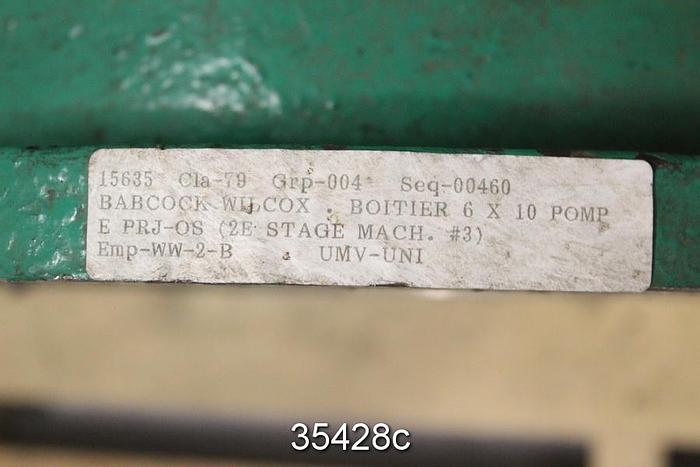 15635 Cla-79 Grp-004 Seq-00460
BABCOCK WILCOX . BOITIER 6 X 10 POMP
E PRJ-OS (2E STAGE MACH. #3)
Emp-WW-2-B UMV-UNI
35428c